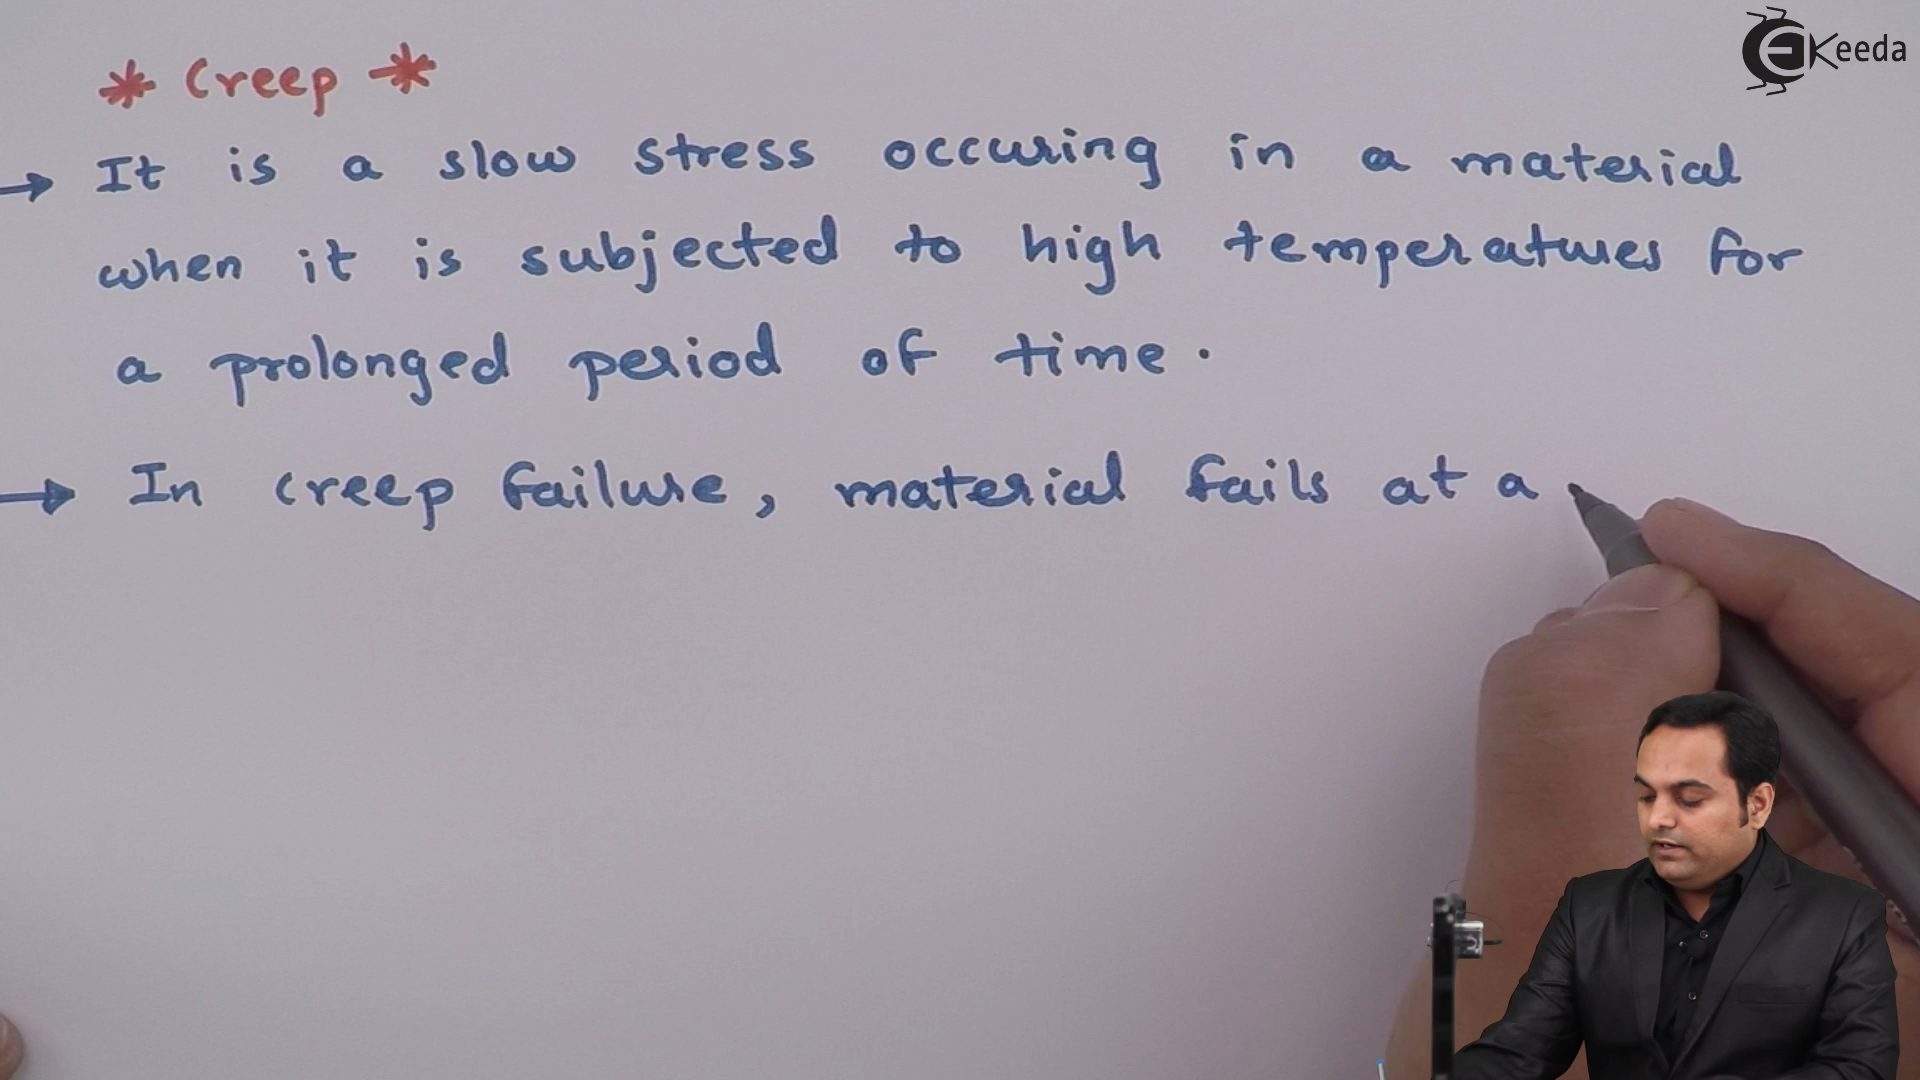 * Creep *
→ It is a slow stress occuring in a material
when it is subjected to high temperatures for
a prolonged period of time.
→ In creep failure, material fails at a
EKeeda